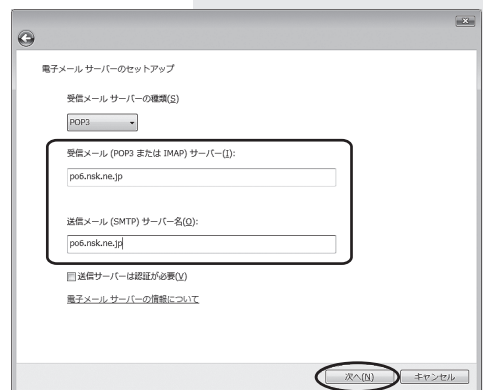 電子メール サーバーのセットアップ
受信メール サーバーの種類(S)
POP3
受信メール (POP3 または IMAP) サーバー(I):
po6.nsk.ne.jp
送信メール (SMTP) サーバー名(O):
po6.nsk.ne.jp
送信サーバーは認証が必要(V)
電子メール サーバーの情報について
次へ(N)
キャンセル